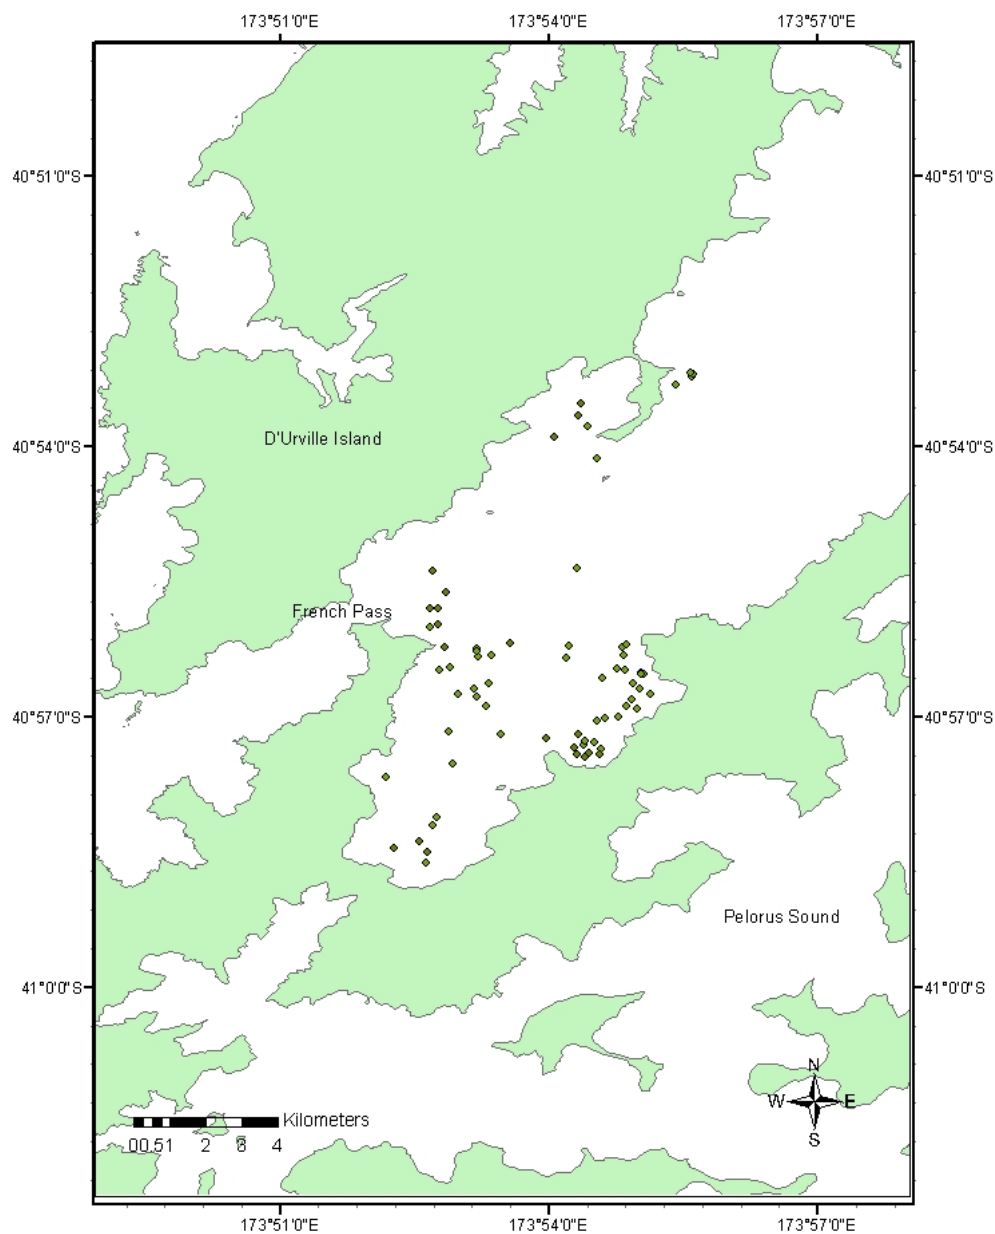 173°51'0"E 173°54'0"E 173°57'0"E
40°51'0"S 40°51'0"S
D'Urville Island
40°54'0"S 40°54'0"S
French Pass
40°57'0"S 40°57'0"S
Pelorus Sound
41°0'0"S 41°0'0"S
N
W E
S
Kilometers
00.51 2 3 4
173°51'0"E 173°54'0"E 173°57'0"E